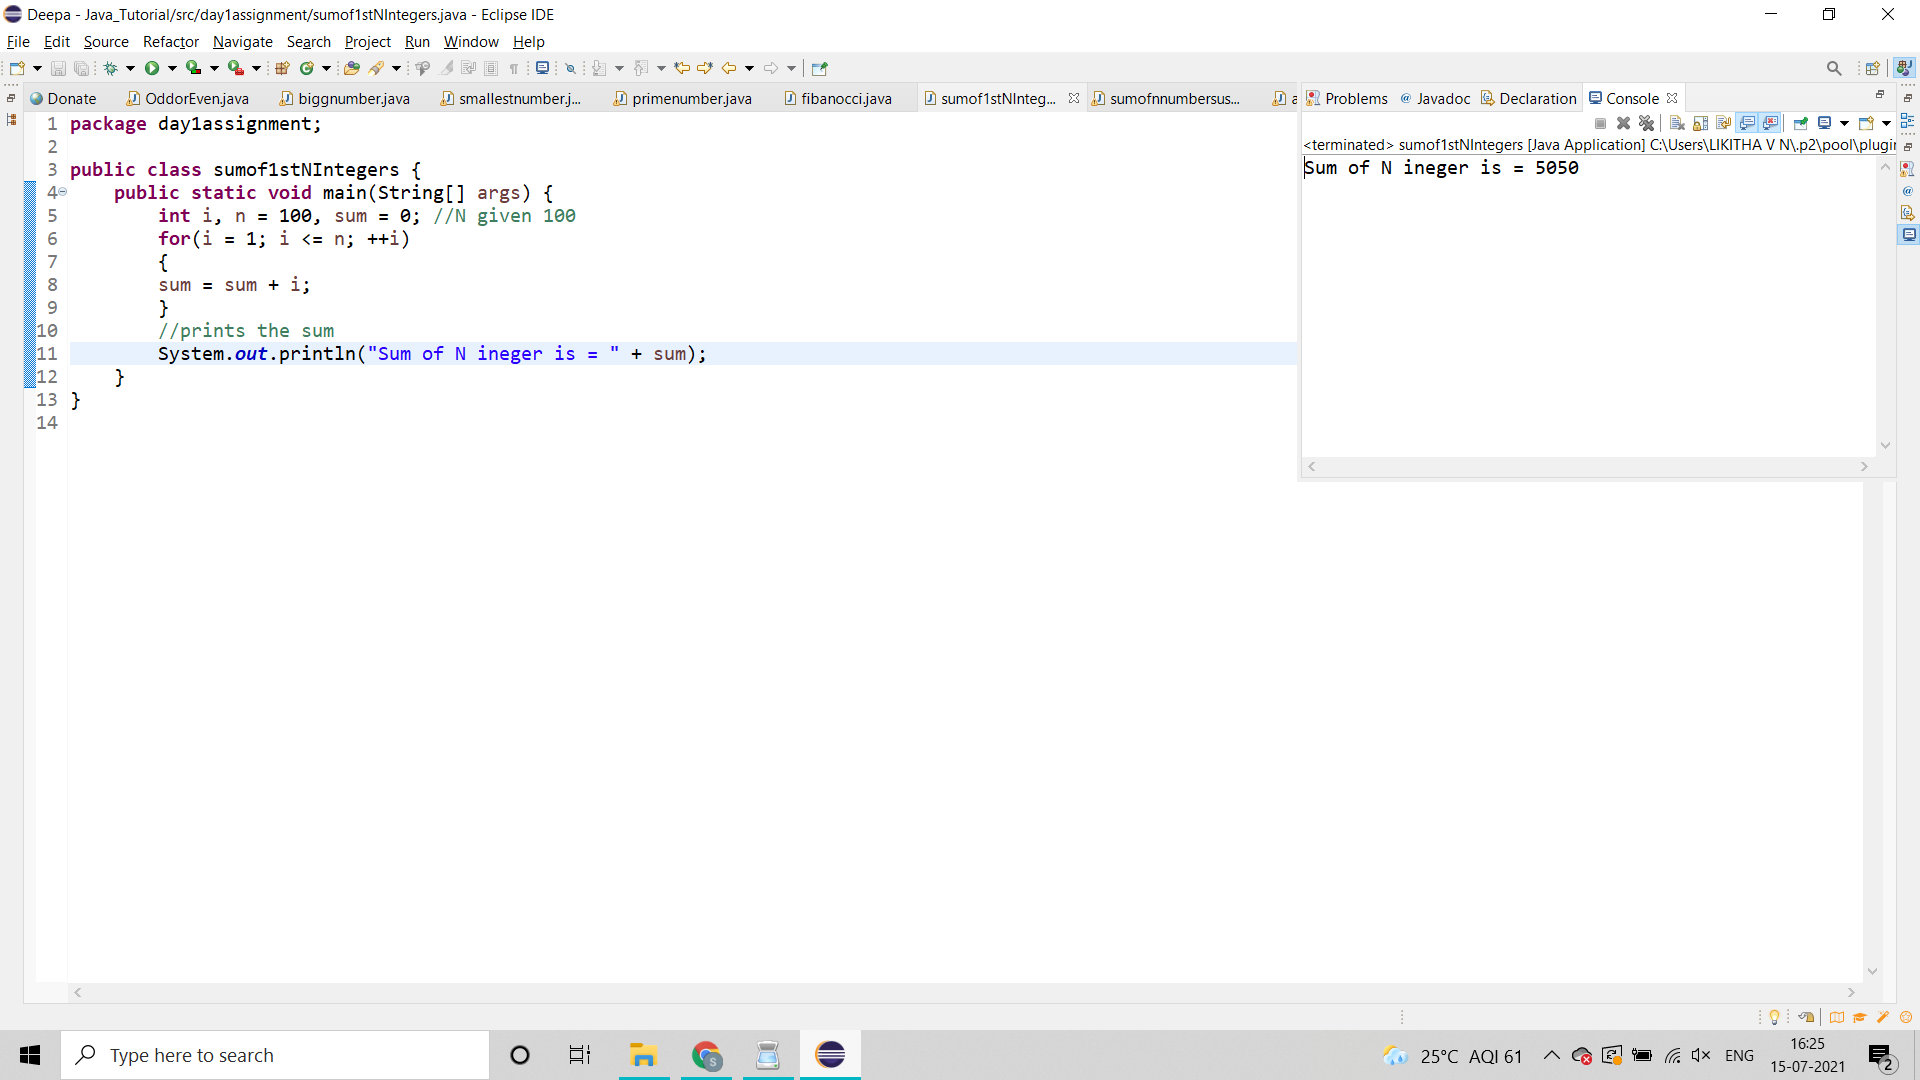 Deepa - Java_Tutorial/src/day1assignment/sumof1stNIntegers.java - Eclipse IDE
File Edit Source Refactor Navigate Search Project Run Window Help
Donate OddorEven.java biggnumber.java smallestnumber.j... primenumber.java fibanocci.java sumof1stNInteg... sumofnnumbersus... a
Problems @ Javadoc Declaration Console
<terminated> sumof1stNIntegers [Java Application] C:\Users\LIKITHA V N\.p2\pool\plugi
Sum of N ineger is = 5050
1 package day1assignment;
2
3 public class sumof1stNIntegers {
4 public static void main(String[] args) {
5 int i, n = 100, sum = 0; //N given 100
6 for(i = 1; i <= n; ++i)
7 {
8 sum = sum + i;
9 }
10 //prints the sum
11 System.out.println("Sum of N ineger is = " + sum);
12 }
13 }
14
Type here to search
S
25°C AQI 61
ENG
16:25
15-07-2021
2